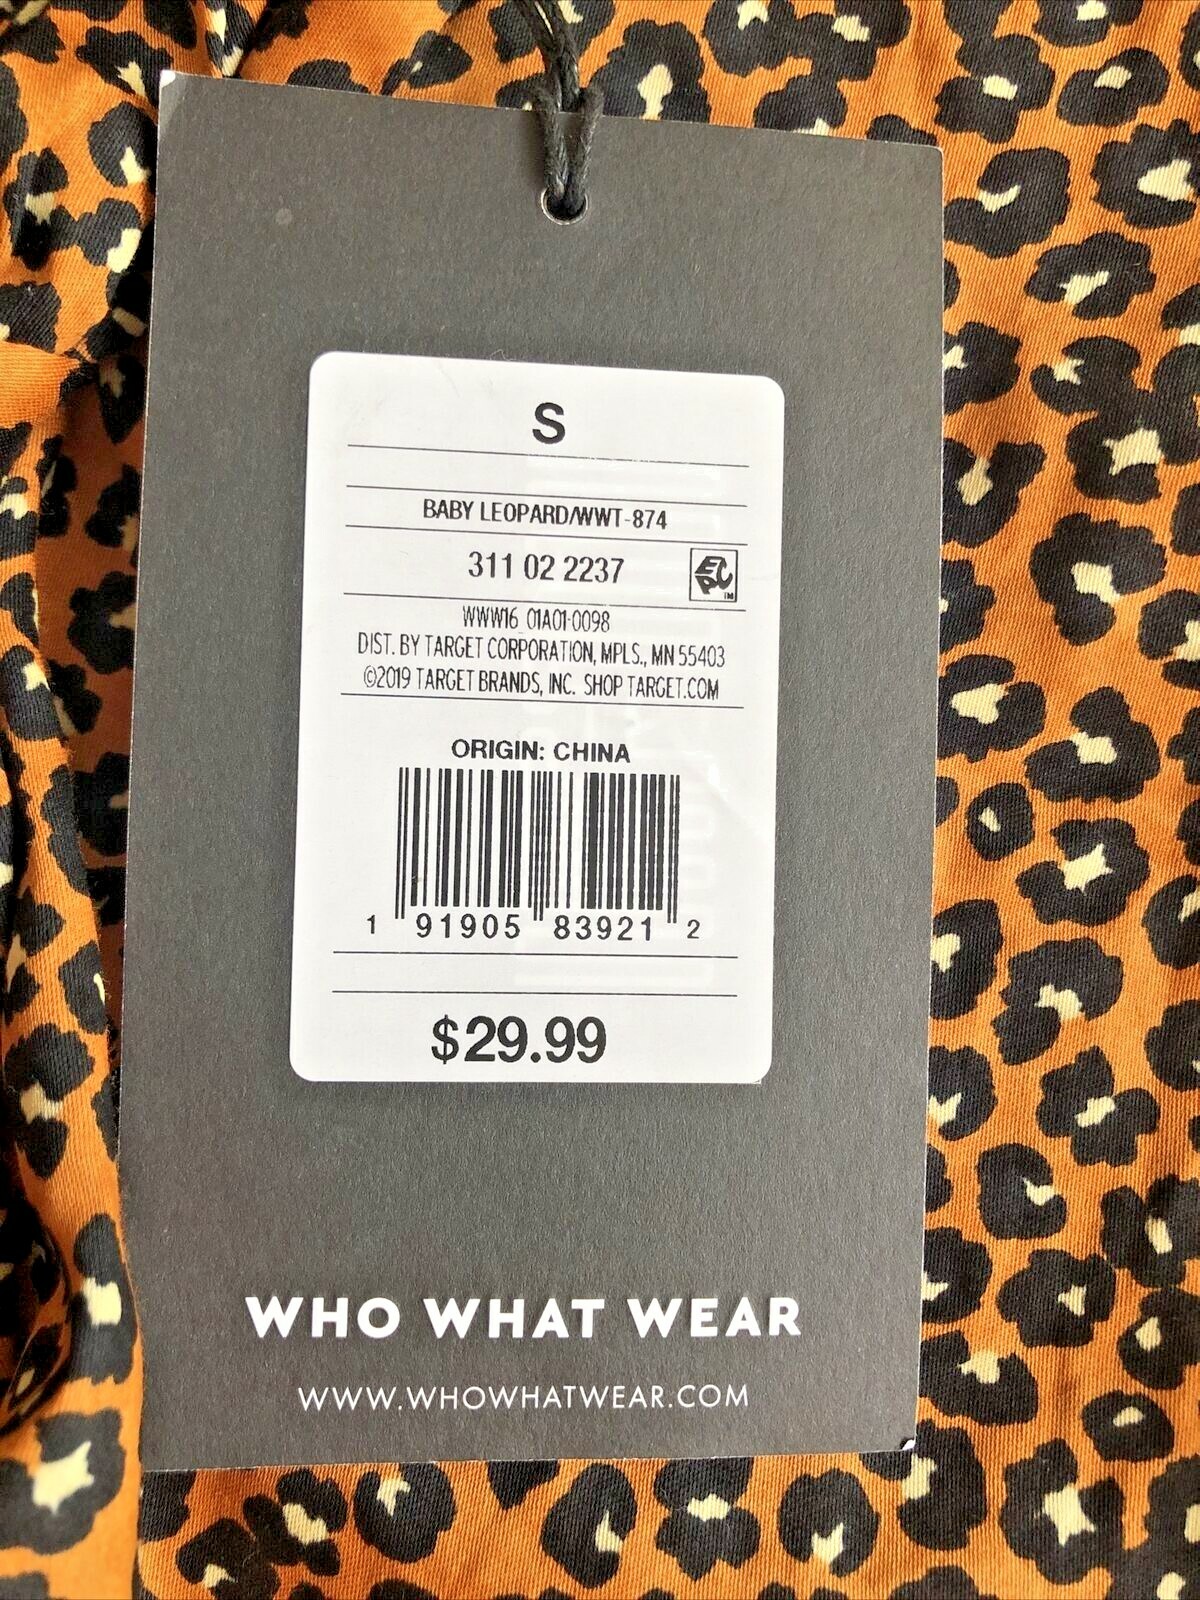 S
BABY LEOPARD/WWT-874
311 02 2237
EPC TM
WWW16 01A01-0098
DIST. BY TARGET CORPORATION, MPLS., MN 55403
©2019 TARGET BRANDS, INC. SHOP TARGET.COM
ORIGIN: CHINA
1 91905 83921 2
$29.99
WHO WHAT WEAR
WWW.WHOWHATWEAR.COM